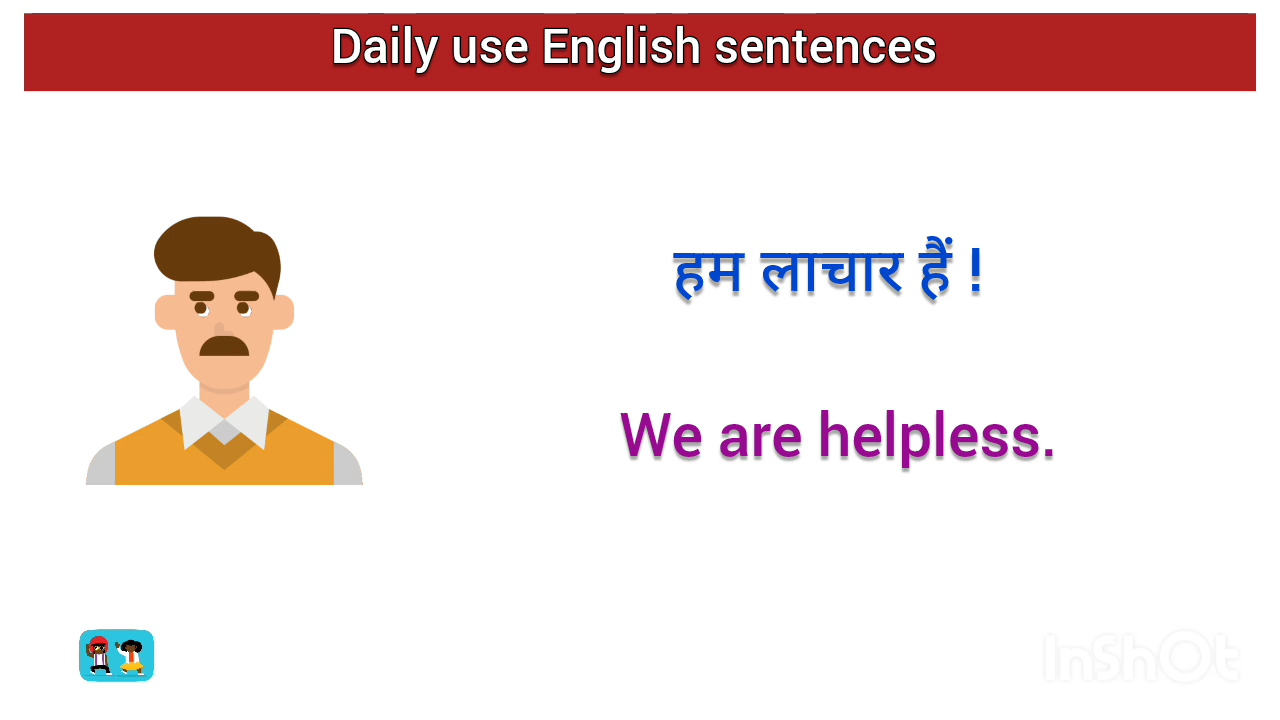 Daily use English sentences
हम लाचार हैं !
We are helpless.
InShOt